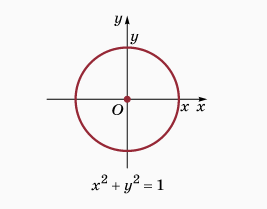 y
y
O
x x
x² + y² = 1